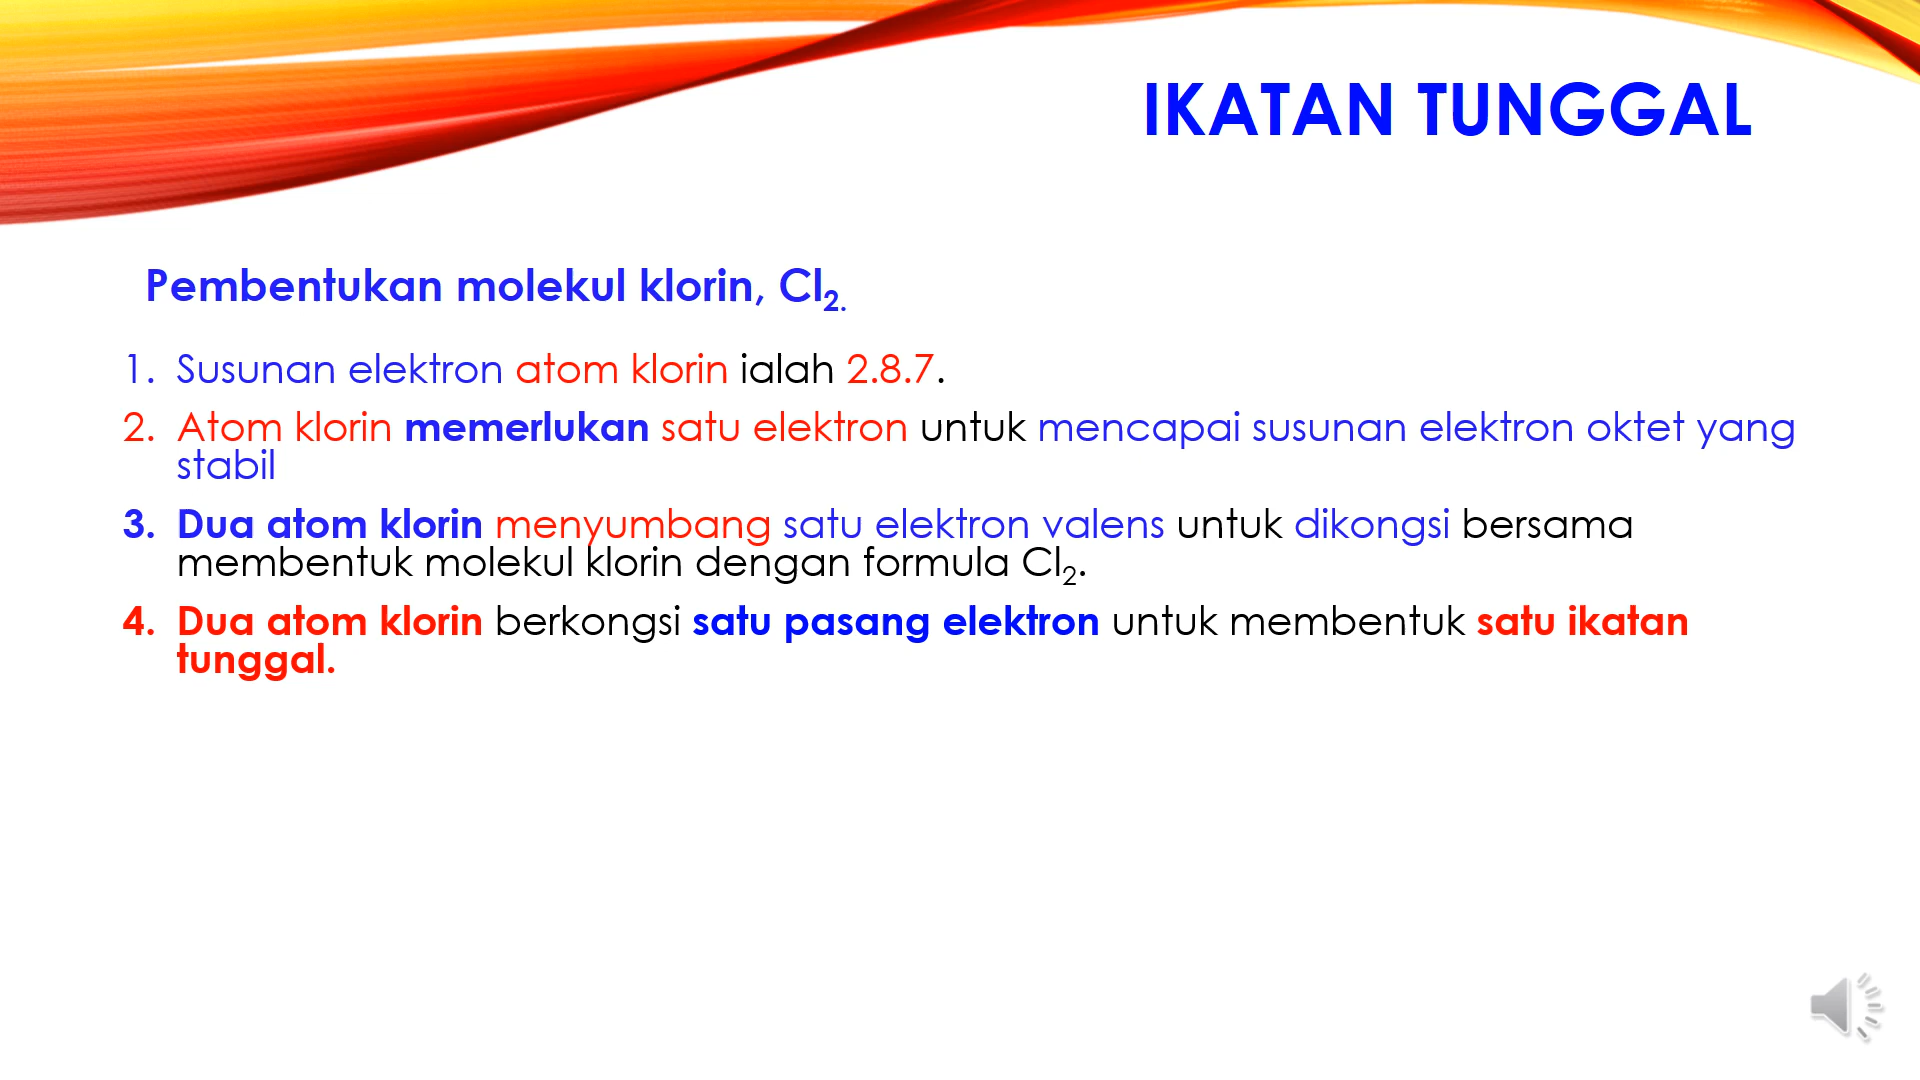 IKATAN TUNGGAL
Pembentukan molekul klorin, Cl₂.
1. Susunan elektron atom klorin ialah 2.8.7.
2. Atom klorin memerlukan satu elektron untuk mencapai susunan elektron oktet yang
stabil
3. Dua atom klorin menyumbang satu elektron valens untuk dikongsi bersama
membentuk molekul klorin dengan formula Cl₂.
4. Dua atom klorin berkongsi satu pasang elektron untuk membentuk satu ikatan
tunggal.